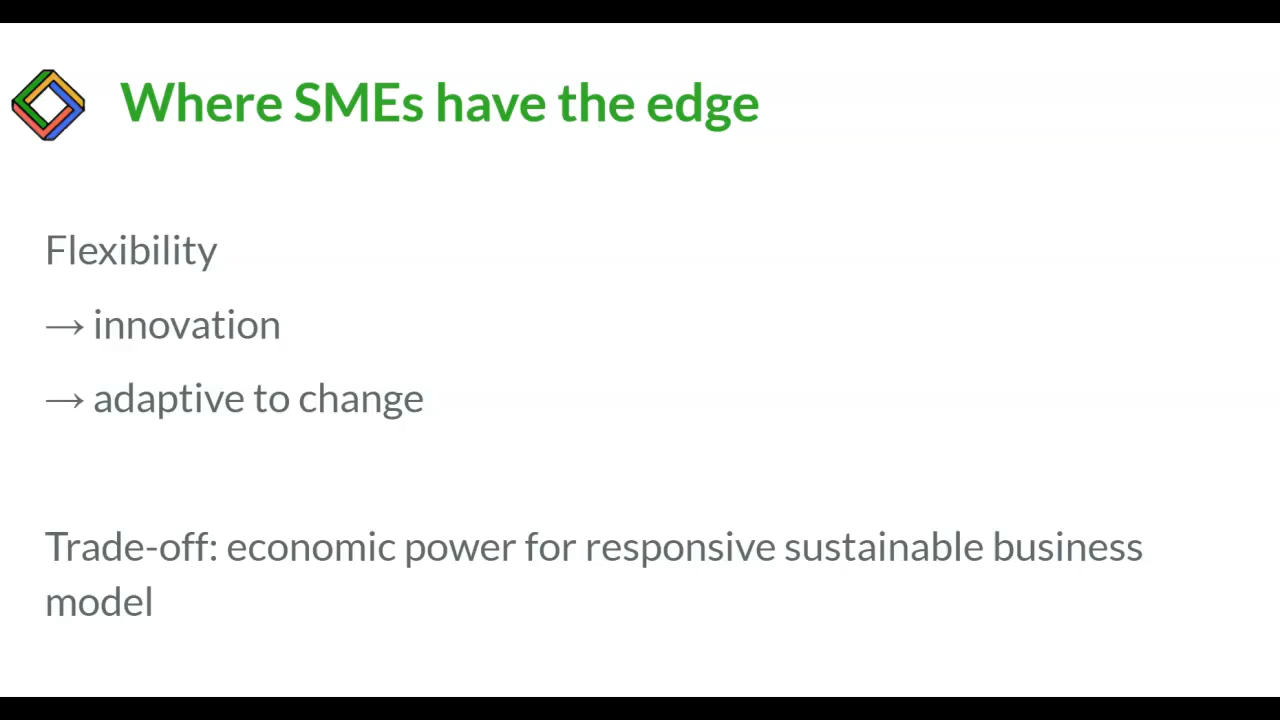 Where SMEs have the edge
Flexibility
→ innovation
→ adaptive to change
Trade-off: economic power for responsive sustainable business
model